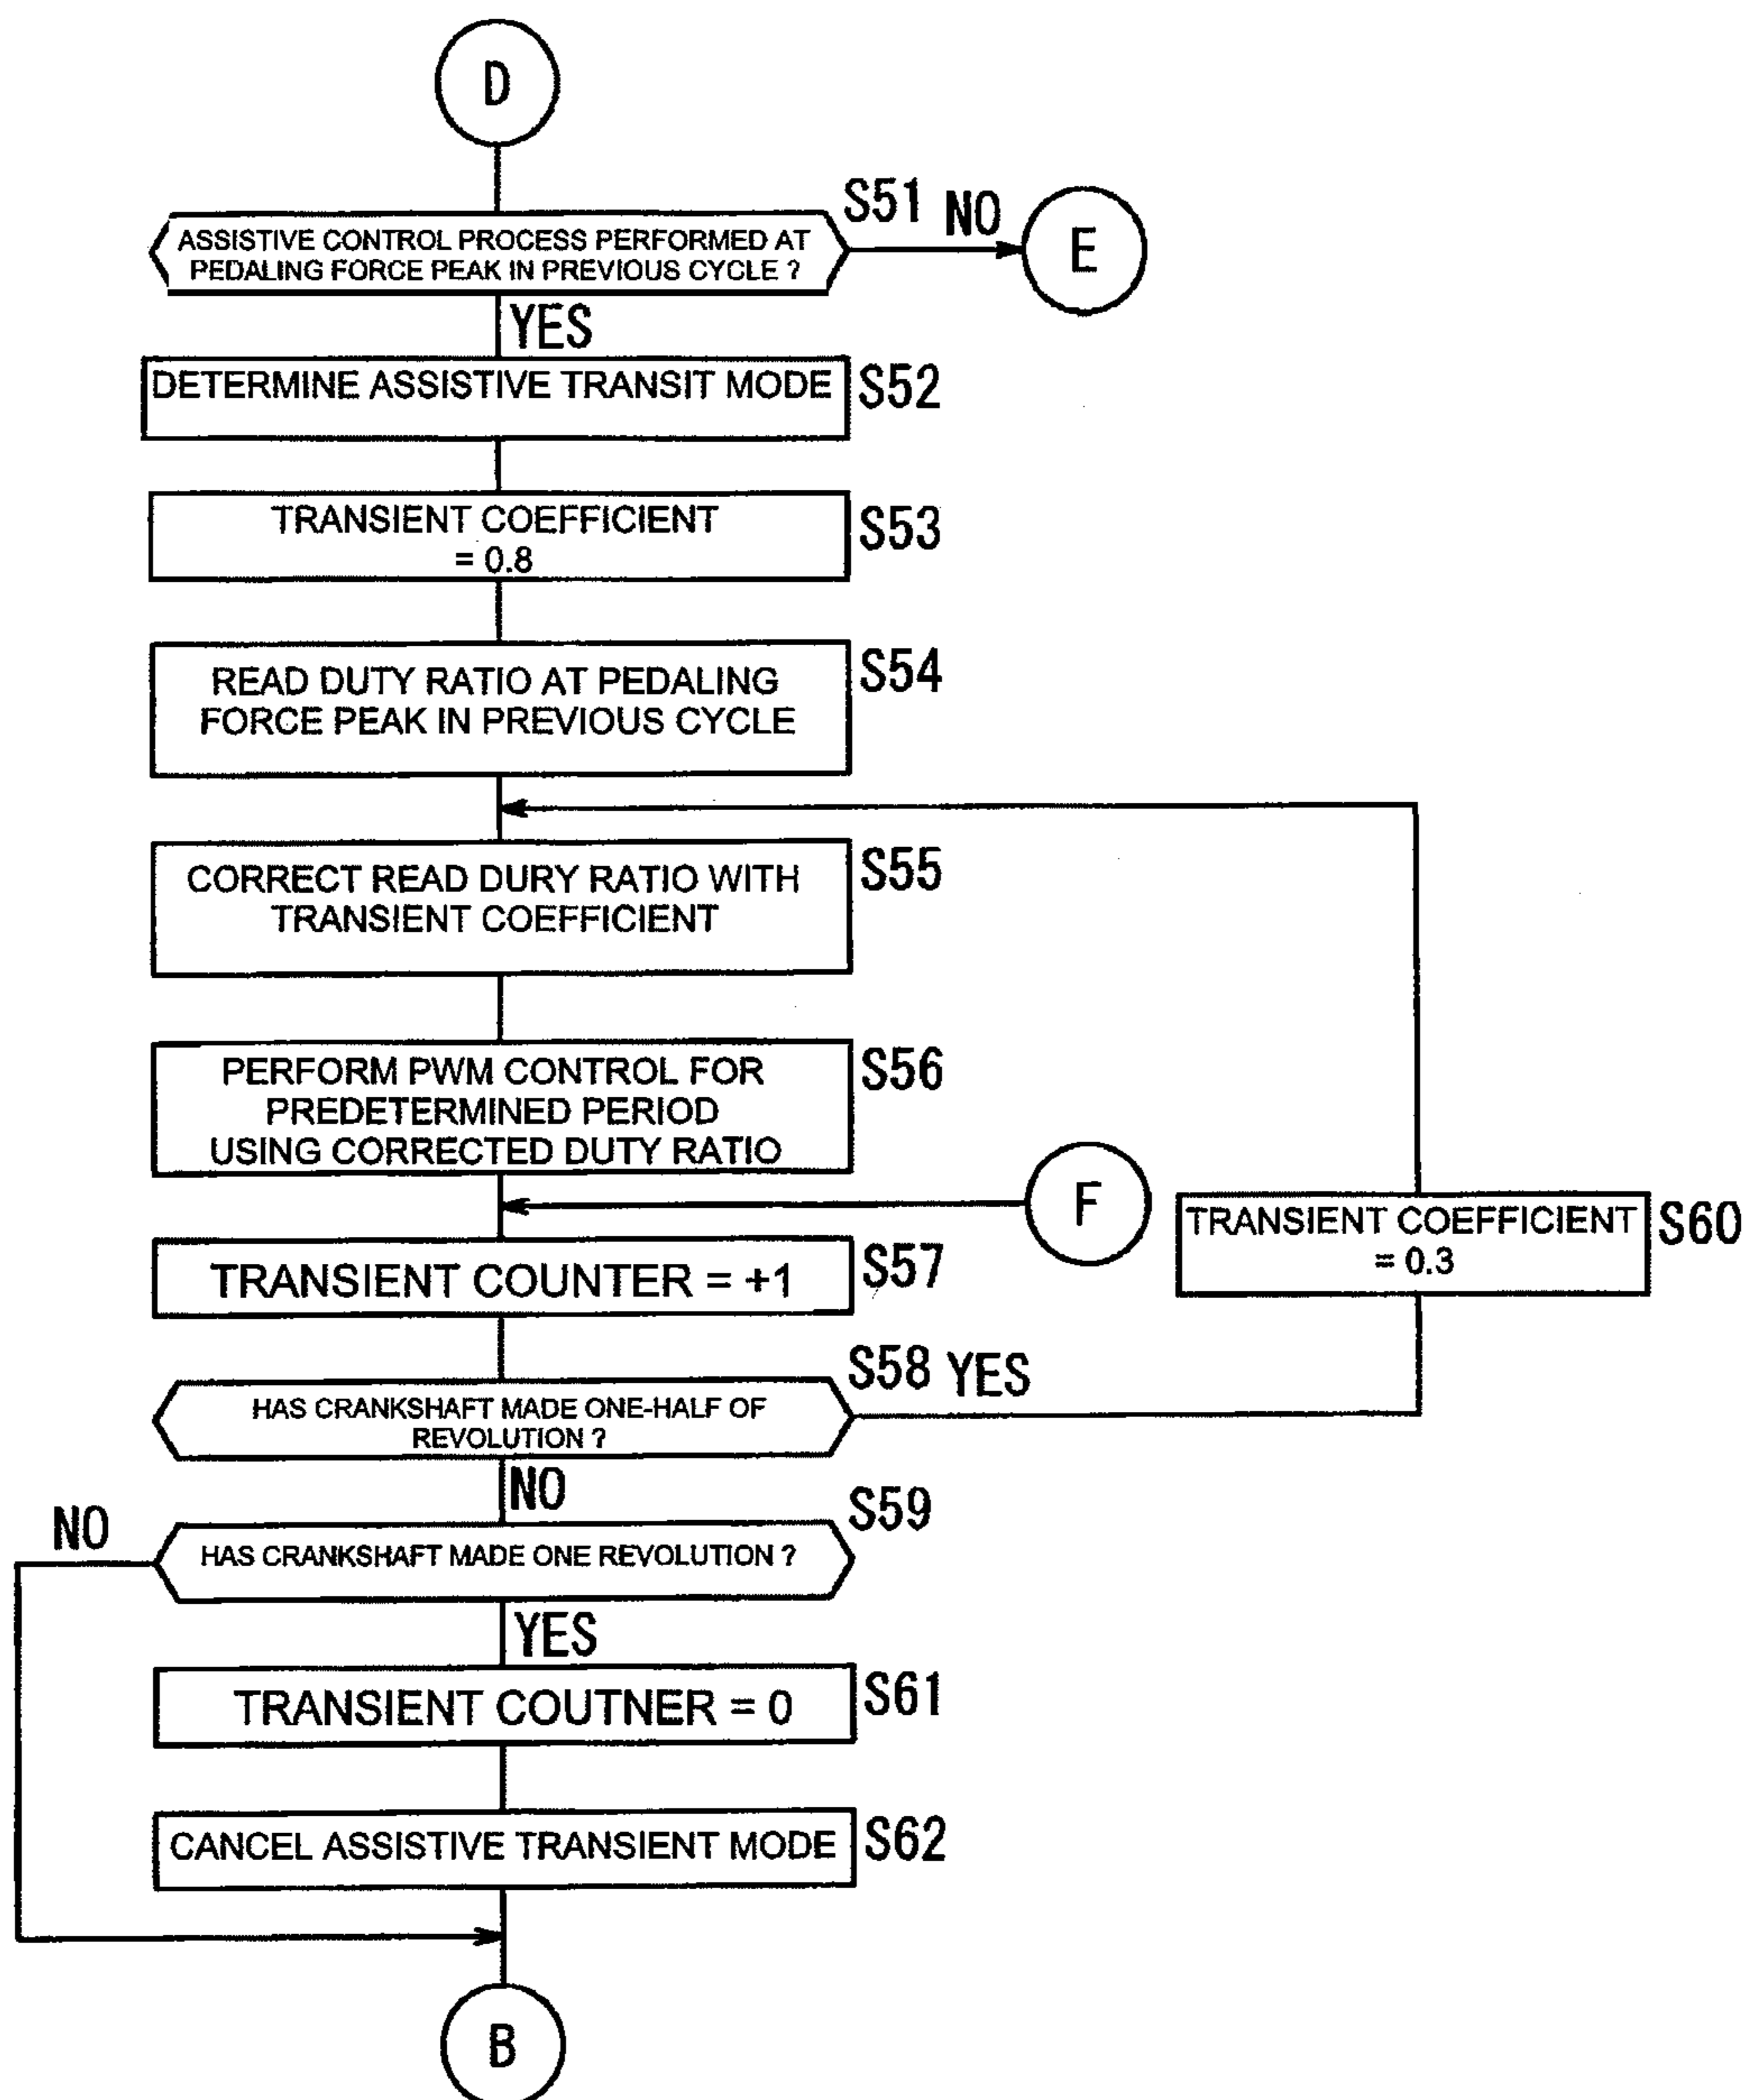 D
S51 NO
ASSISTIVE CONTROL PROCESS PERFORMED AT
PEDALING FORCE PEAK IN PREVIOUS CYCLE ?
E
YES
DETERMINE ASSISTIVE TRANSIT MODE
S52
TRANSIENT COEFFICIENT
= 0.8
S53
READ DUTY RATIO AT PEDALING
FORCE PEAK IN PREVIOUS CYCLE
S54
CORRECT READ DURY RATIO WITH
TRANSIENT COEFFICIENT
S55
PERFORM PWM CONTROL FOR
PREDETERMINED PERIOD
USING CORRECTED DUTY RATIO
S56
F
TRANSIENT COEFFICIENT
= 0.3
S60
TRANSIENT COUNTER = +1
S57
S58 YES
HAS CRANKSHAFT MADE ONE-HALF OF
REVOLUTION ?
NO
S59
NO
HAS CRANKSHAFT MADE ONE REVOLUTION ?
YES
TRANSIENT COUTNER = 0
S61
CANCEL ASSISTIVE TRANSIENT MODE
S62
B